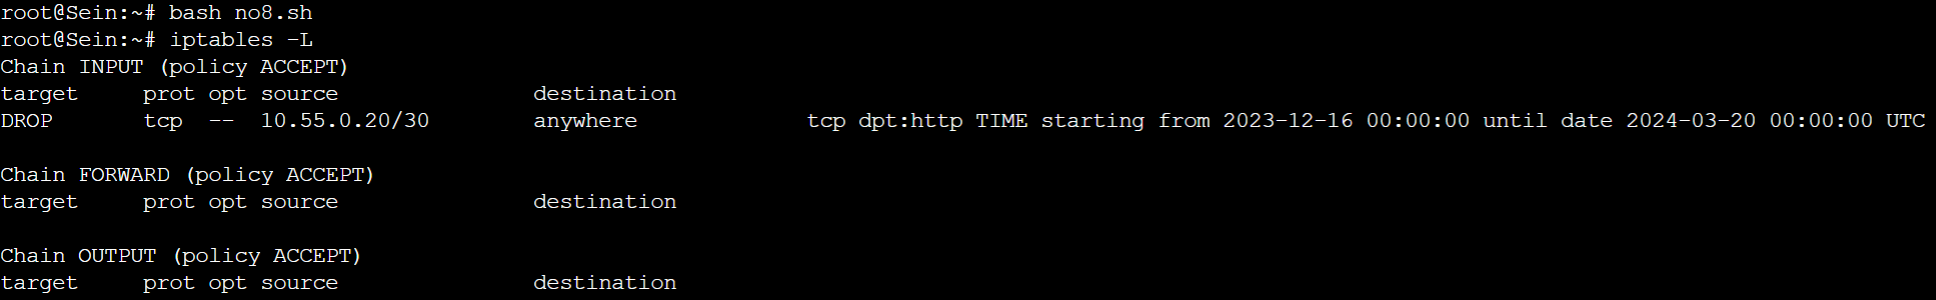 root@Sein:~# bash no8.sh
root@Sein:~# iptables -L
Chain INPUT (policy ACCEPT)
target     prot opt source               destination
DROP       tcp  --  10.55.0.20/30        anywhere             tcp dpt:http TIME starting from 2023-12-16 00:00:00 until date 2024-03-20 00:00:00 UTC
Chain FORWARD (policy ACCEPT)
target     prot opt source               destination
Chain OUTPUT (policy ACCEPT)
target     prot opt source               destination